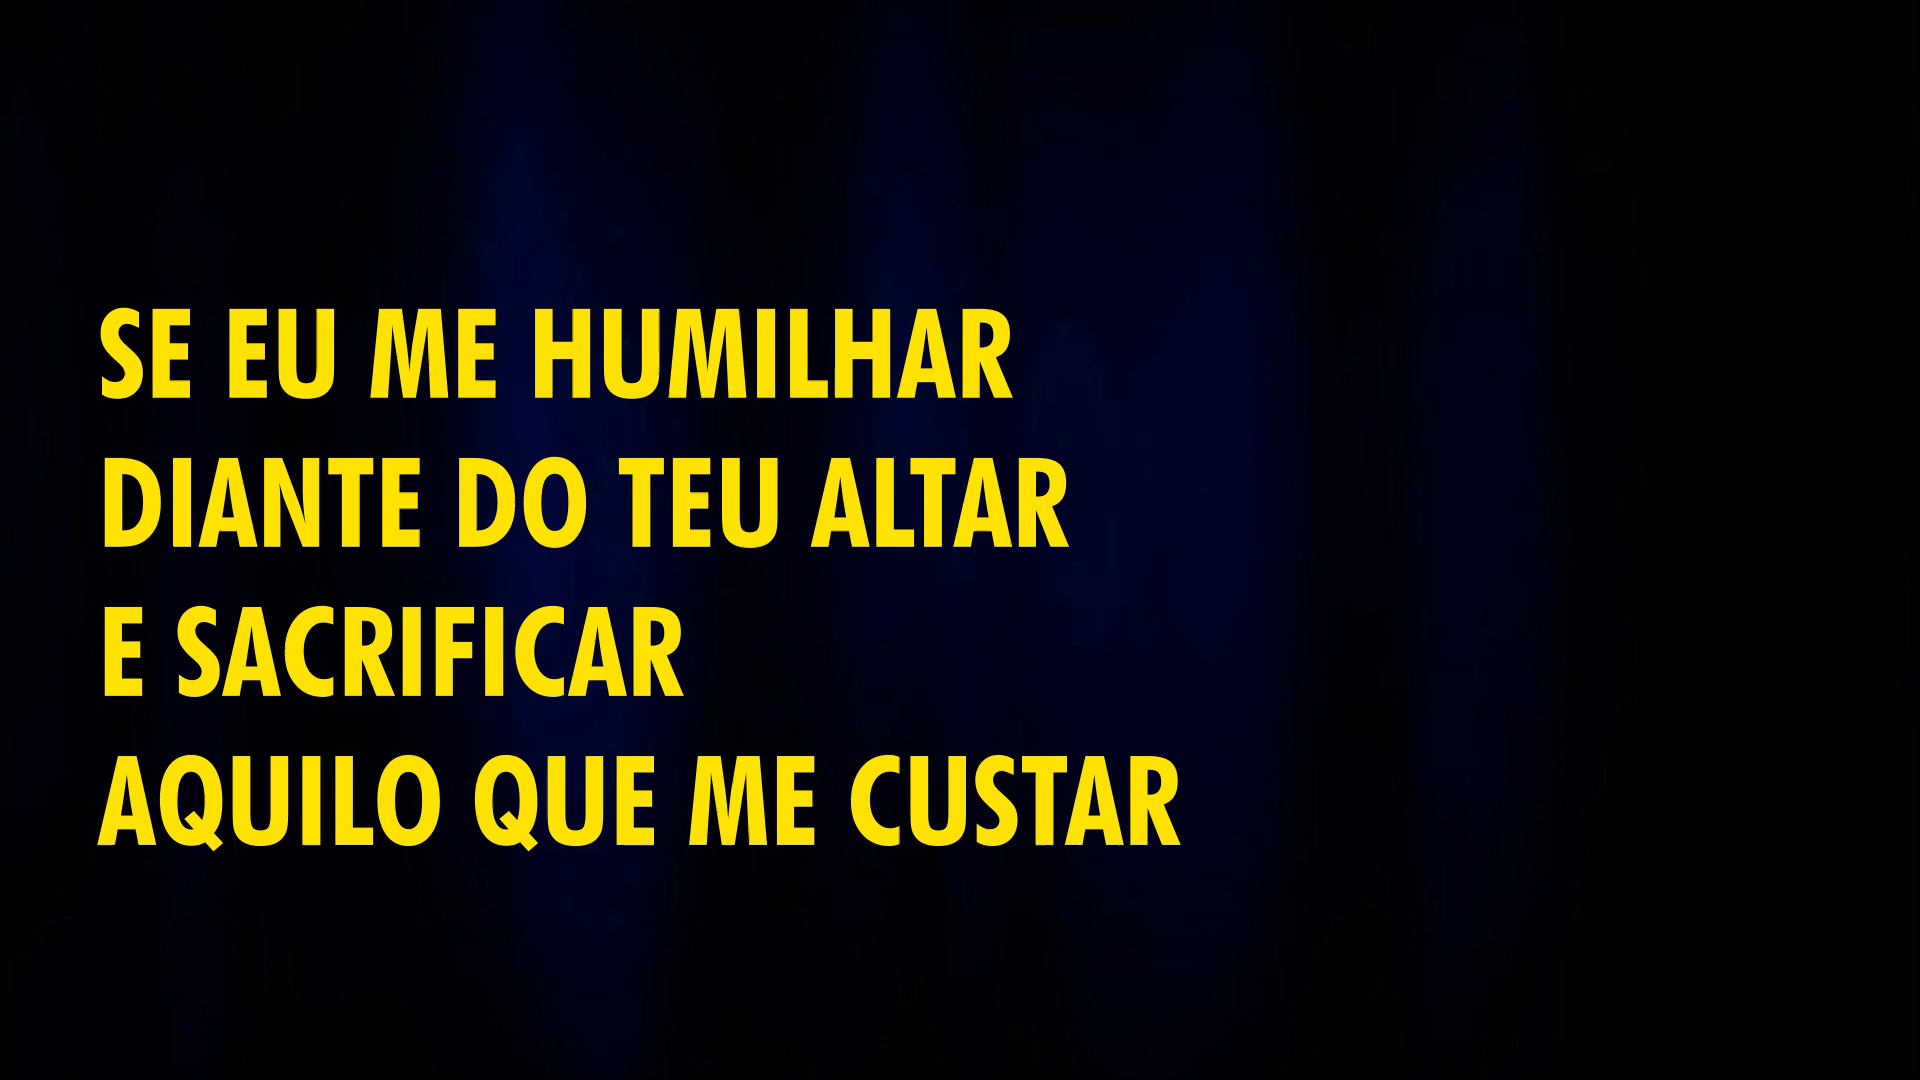 SE EU ME HUMILHAR
DIANTE DO TEU ALTAR
E SACRIFICAR
AQUILO QUE ME CUSTAR